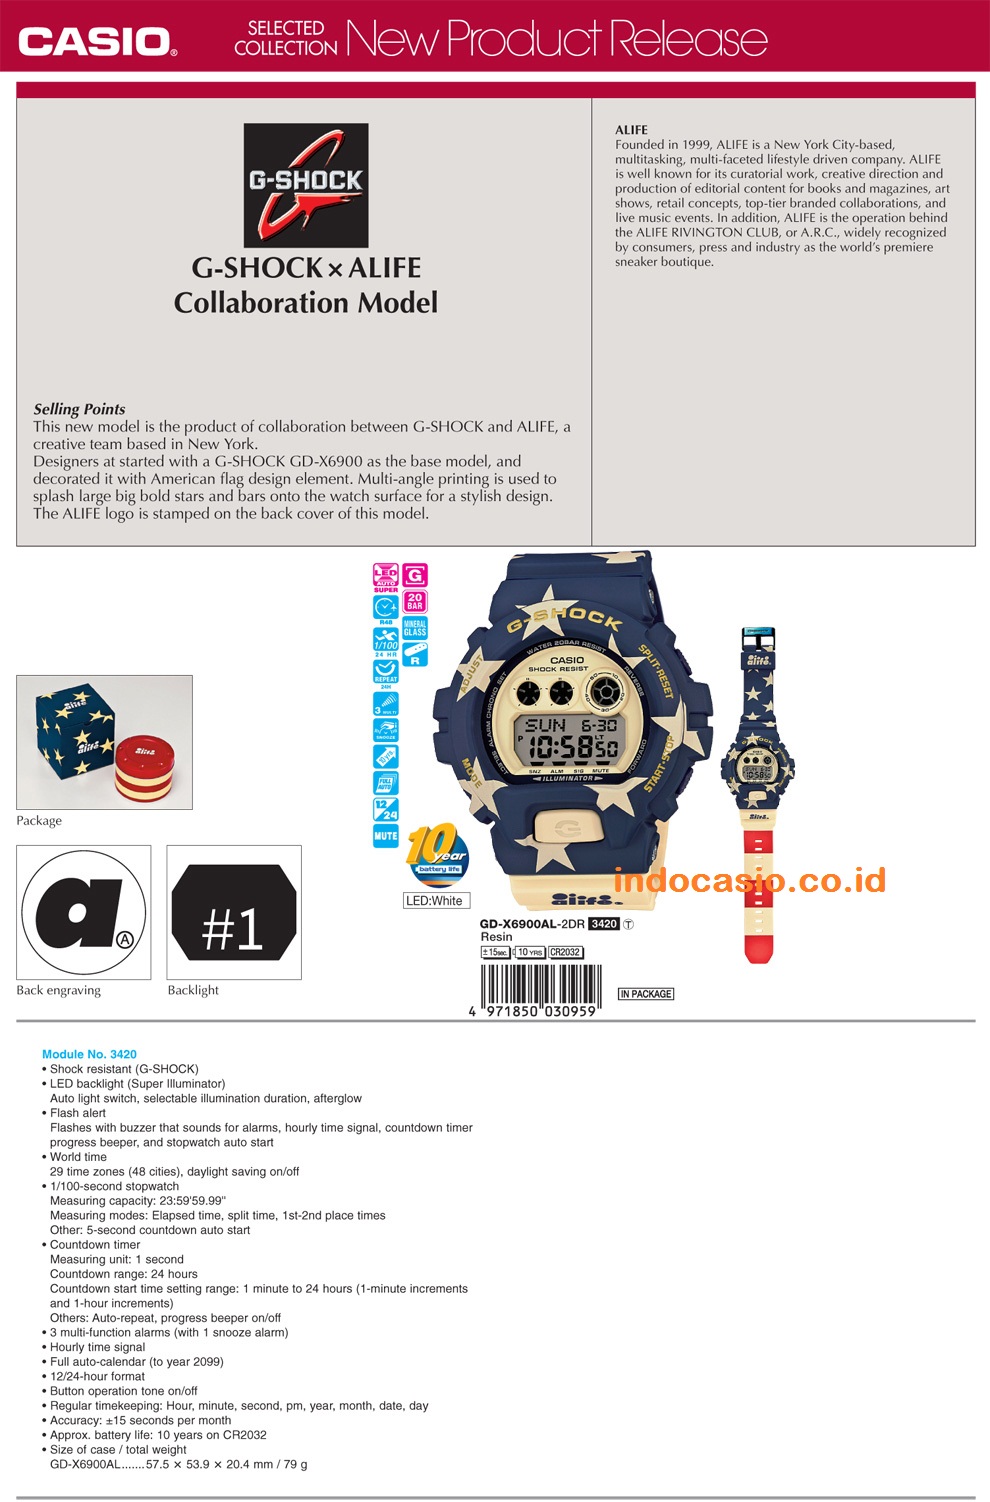 CASIO®
SELECTED
COLLECTION
New Product Release
G-SHOCK
G-SHOCK × ALIFE
Collaboration Model
Selling Points
This new model is the product of collaboration between G-SHOCK and ALIFE, a
creative team based in New York.
Designers at started with a G-SHOCK GD-X6900 as the base model, and
decorated it with American flag design element. Multi-angle printing is used to
splash large big bold stars and bars onto the watch surface for a stylish design.
The ALIFE logo is stamped on the back cover of this model.
ALIFE
Founded in 1999, ALIFE is a New York City-based,
multitasking, multi-faceted lifestyle driven company. ALIFE
is well known for its curatorial work, creative direction and
production of editorial content for books and magazines, art
shows, retail concepts, top-tier branded collaborations, and
live music events. In addition, ALIFE is the operation behind
the ALIFE RIVINGTON CLUB, or A.R.C., widely recognized
by consumers, press and industry as the world's premiere
sneaker boutique.
LED
AUTO
SUPER
G
R48
20
BAR
1/100
24 HR
MINERAL
GLASS
REPEAT
24H
R
3
MULTI
SNOOZE
FULL
AUTO
12
24
MUTE
10 year
battery life
LED:White
G-SHOCK
WATER 20BAR RESIST
CASIO
SHOCK RESIST
ADJUST
SPLIT·RESET
REVERSE
ALARM CHRONO SET
SUN 6-30
P 10:58 50
LT
SNZ ALM SIG MUTE
ILLUMINATOR
SELECT
FORWARD
MODE
START·STOP
G
alife.
alife.
Package
a
A
Back engraving
#1
Backlight
indocasio.co.id
GD-X6900AL-2DR 3420 T
Resin
±15sec. 10 YRS CR2032
4 971850 030959
IN PACKAGE
Module No. 3420
• Shock resistant (G-SHOCK)
• LED backlight (Super Illuminator)
Auto light switch, selectable illumination duration, afterglow
• Flash alert
Flashes with buzzer that sounds for alarms, hourly time signal, countdown timer
progress beeper, and stopwatch auto start
• World time
29 time zones (48 cities), daylight saving on/off
• 1/100-second stopwatch
Measuring capacity: 23:59'59.99"
Measuring modes: Elapsed time, split time, 1st-2nd place times
Other: 5-second countdown auto start
• Countdown timer
Measuring unit: 1 second
Countdown range: 24 hours
Countdown start time setting range: 1 minute to 24 hours (1-minute increments
and 1-hour increments)
Others: Auto-repeat, progress beeper on/off
• 3 multi-function alarms (with 1 snooze alarm)
• Hourly time signal
• Full auto-calendar (to year 2099)
• 12/24-hour format
• Button operation tone on/off
• Regular timekeeping: Hour, minute, second, pm, year, month, date, day
• Accuracy: ±15 seconds per month
• Approx. battery life: 10 years on CR2032
• Size of case / total weight
GD-X6900AL.......57.5 × 53.9 × 20.4 mm / 79 g